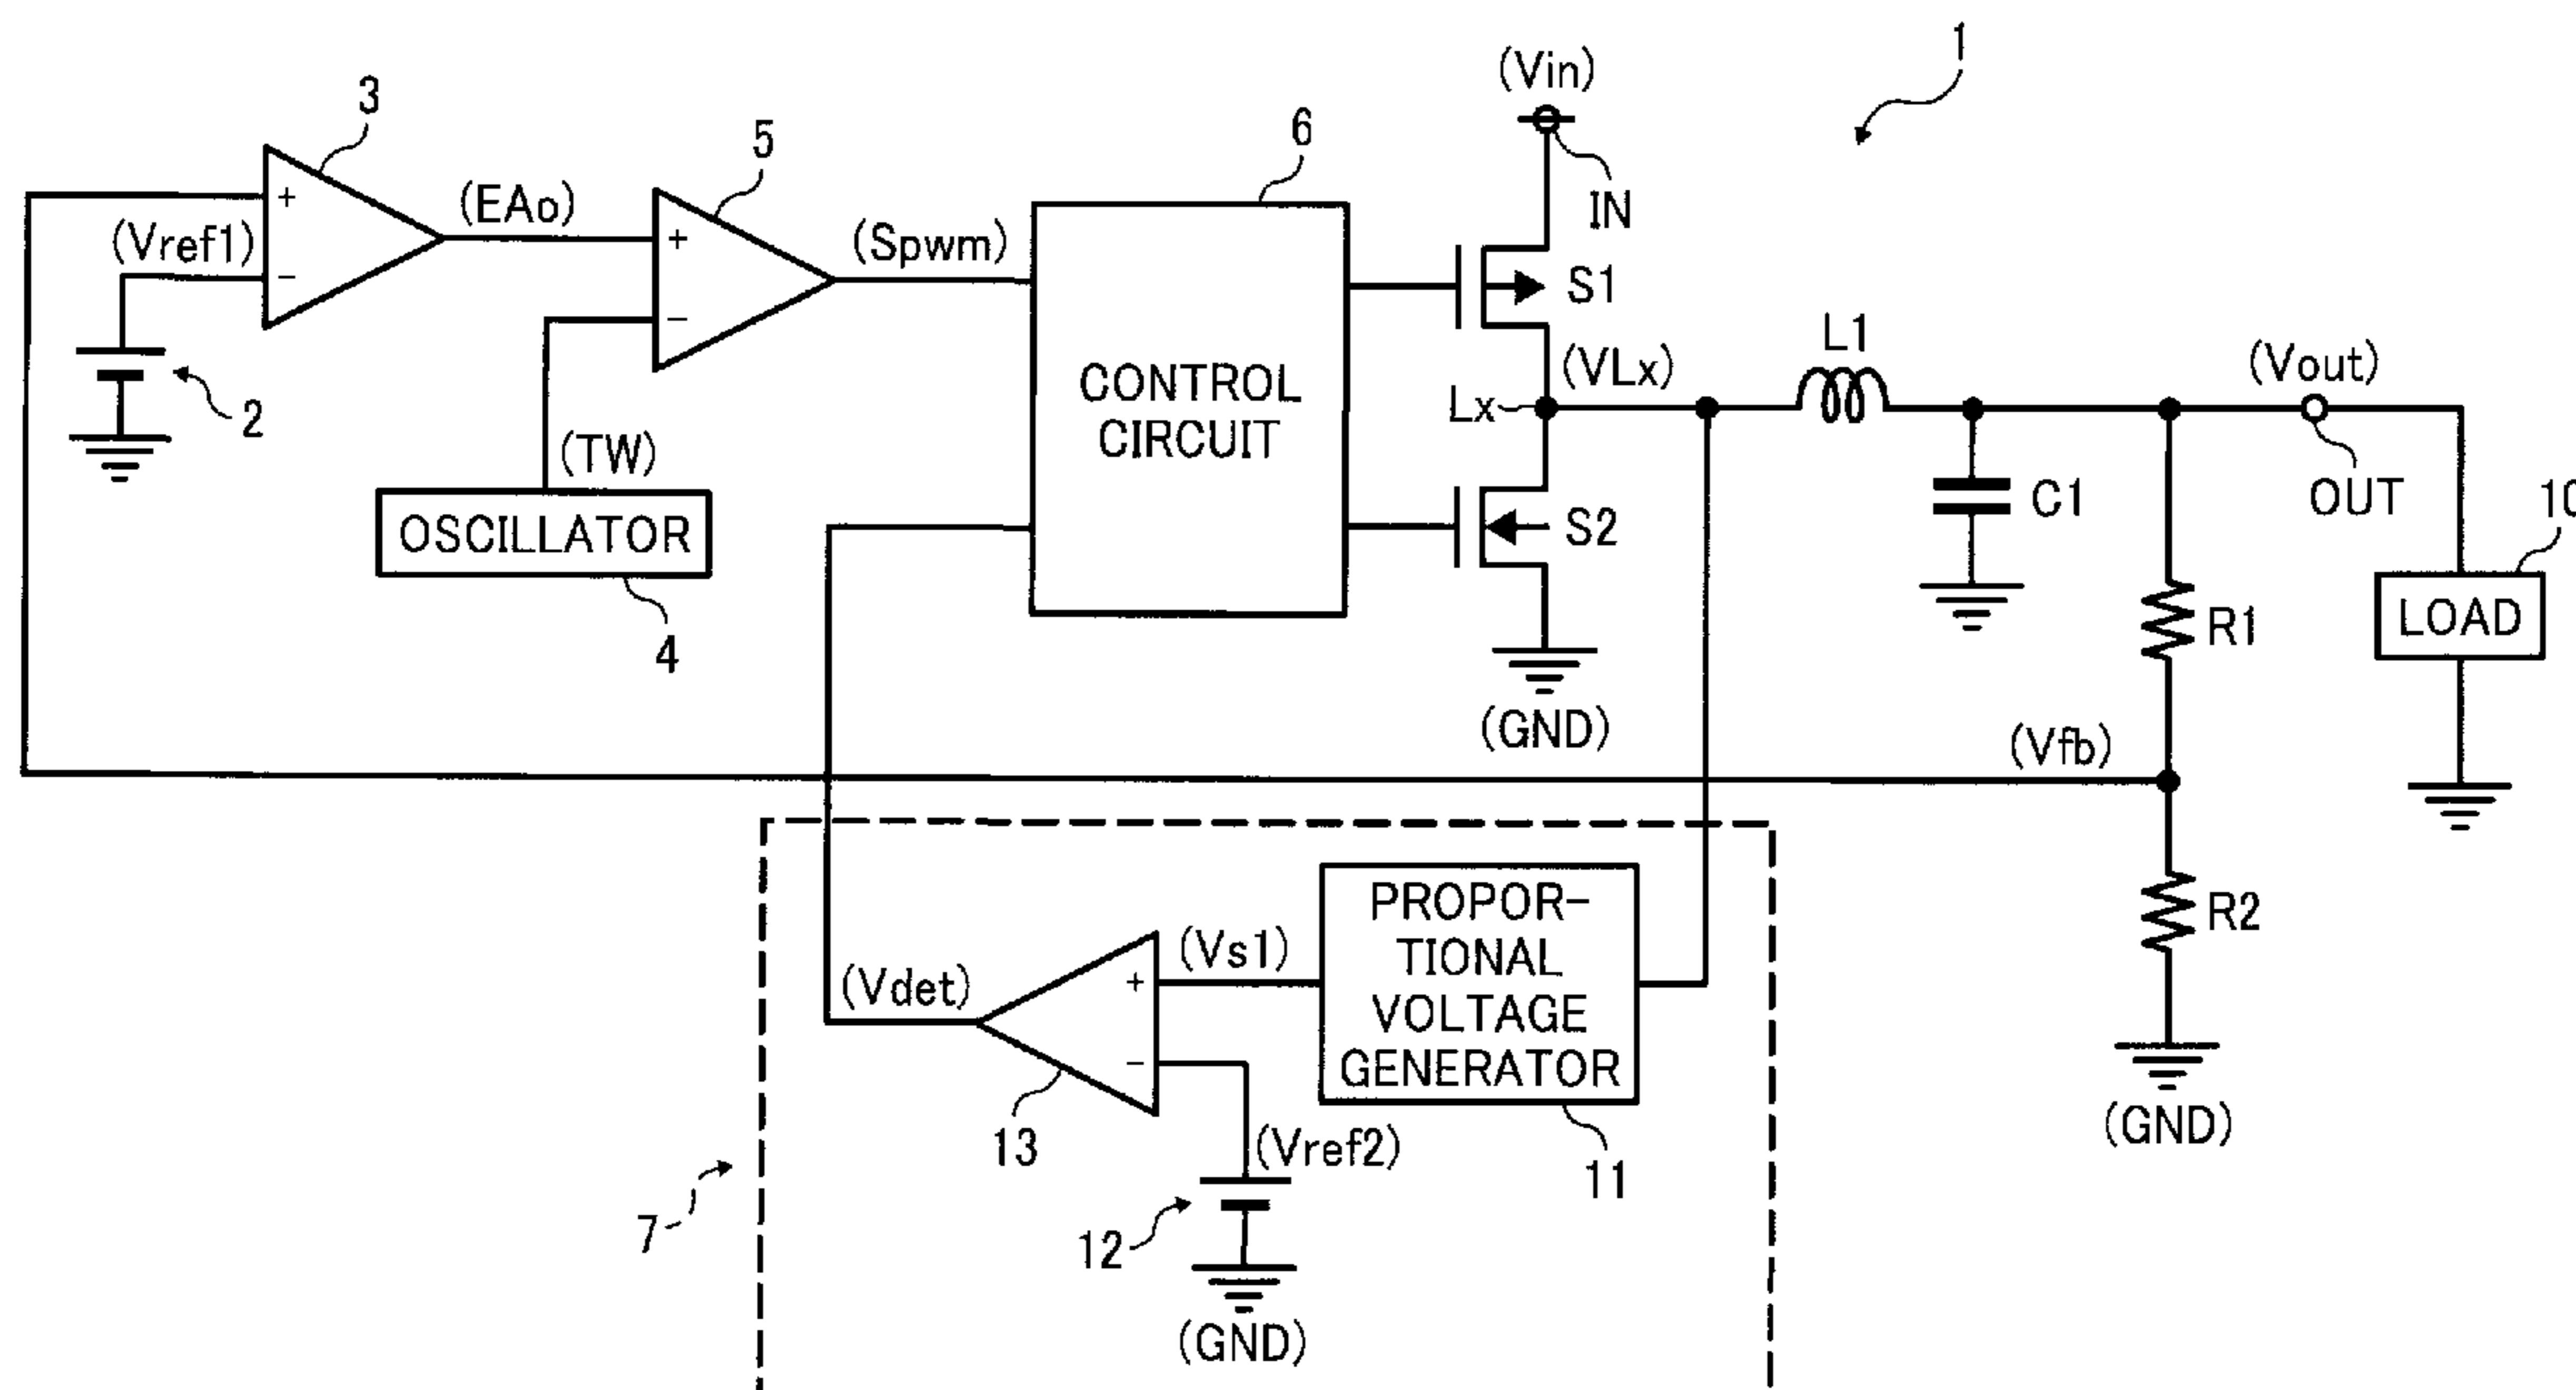 1
(Vin)
3
5
6
IN
+
(EAo)
(Vref1)
-
+
(Spwm)
-
S1
2
(TW)
OSCILLATOR
4
CONTROL
CIRCUIT
(VLx)
Lx
L1
(Vout)
OUT
C1
10
S2
LOAD
R1
(GND)
(Vfb)
PROPOR-
TIONAL
VOLTAGE
GENERATOR
(Vs1)
+
(Vdet)
-
13
(Vref2)
11
R2
(GND)
7
12
(GND)